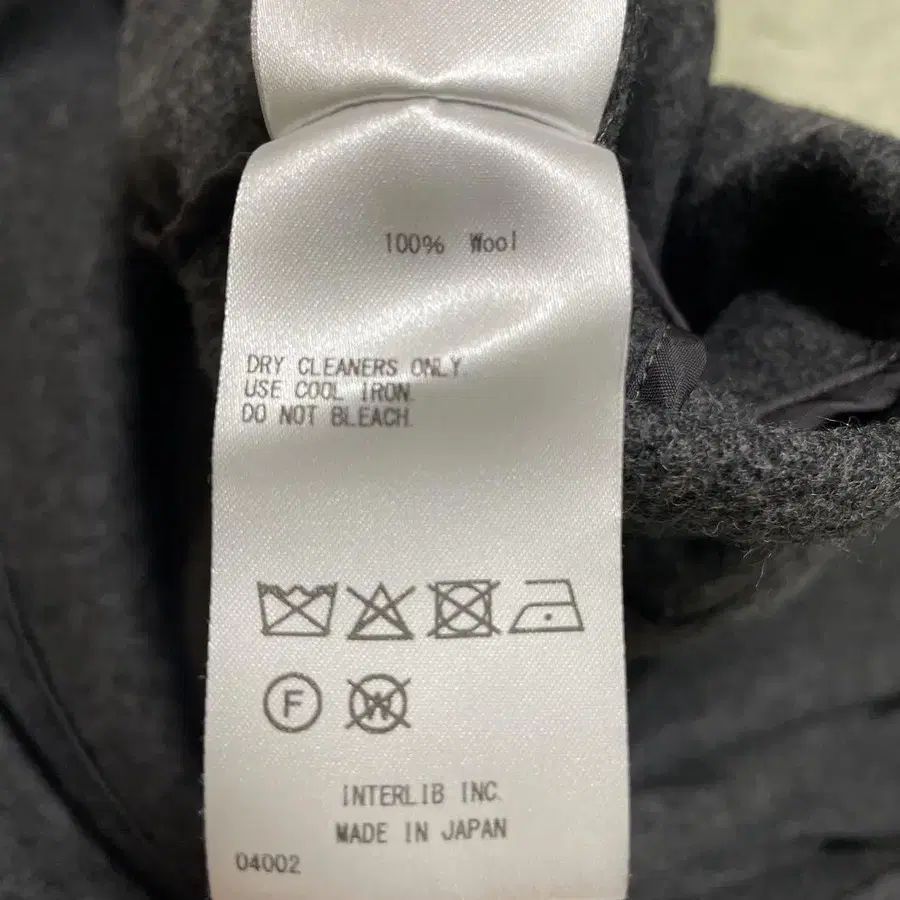 100% Wool
DRY CLEANERS ONLY.
USE COOL IRON.
DO NOT BLEACH.
F
W
INTERLIB INC.
MADE IN JAPAN
04002